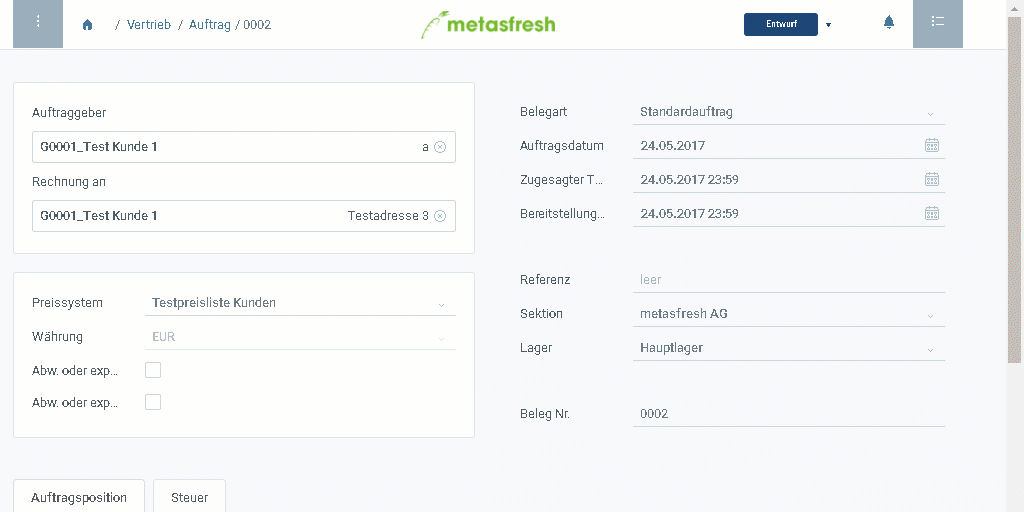 / Vertrieb / Auftrag / 0002
metasfresh
Entwurf
Auftraggeber
G0001_Test Kunde 1 a
Rechnung an
G0001_Test Kunde 1 Testadresse 3
Preissystem Testpreisliste Kunden
Währung EUR
Abw. oder exp...
Abw. oder exp...
Belegart Standardauftrag
Auftragsdatum 24.05.2017
Zugesagter T... 24.05.2017 23:59
Bereitstellung... 24.05.2017 23:59
Referenz leer
Sektion metasfresh AG
Lager Hauptlager
Beleg Nr. 0002
Auftragsposition Steuer